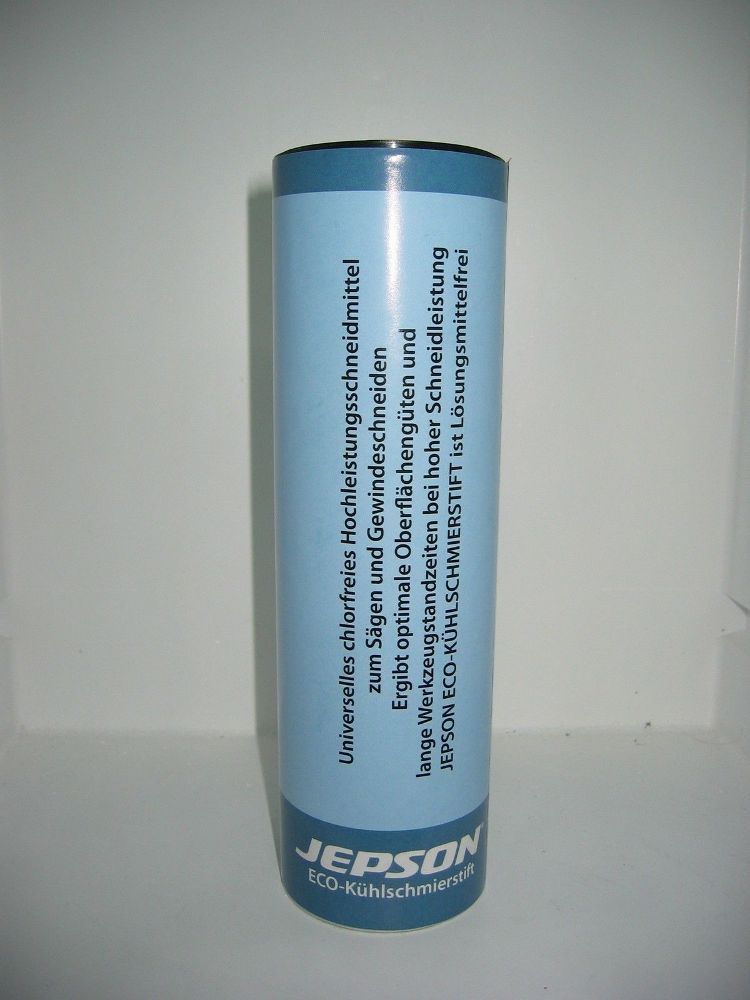 Universelles chlorfreies Hochleistungsschneidmittel
zum Sägen und Gewindeschneiden
Ergibt optimale Oberflächengüten und
lange Werkzeugstandzeiten bei hoher Schneidleistung
JEPSON ECO-KÜHLSCHMIERSTIFT ist Lösungsmittelfrei
JEPSON
ECO-Kühlschmierstift